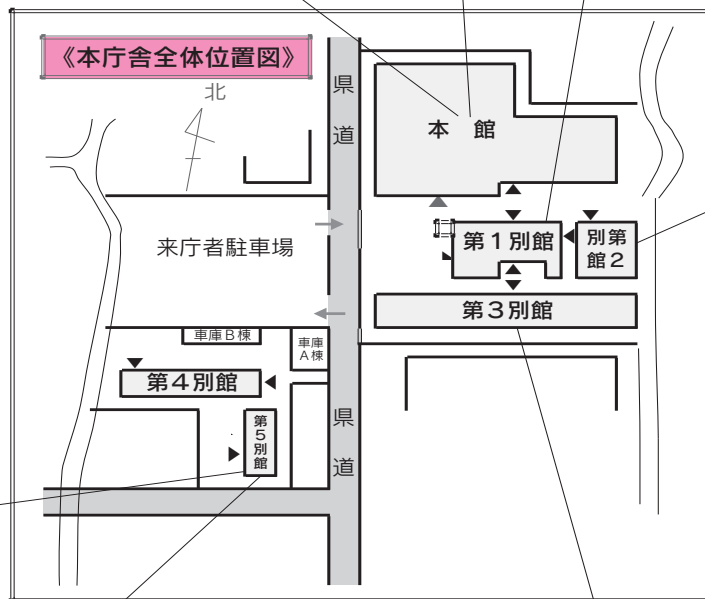 《本庁舎全体位置図》
北
県道
本館
来庁者駐車場
第1別館
別館
第2
第3別館
車庫B棟
車庫
A棟
第4別館
第5別館
県道